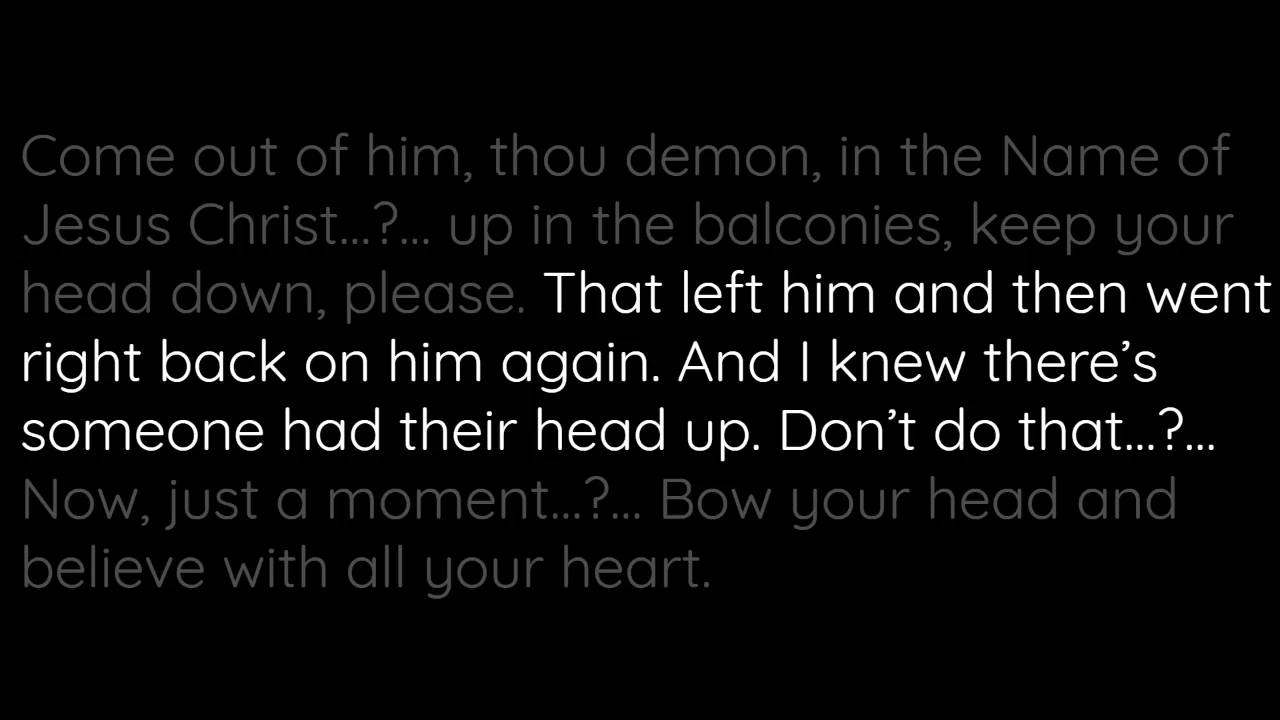 Come out of him, thou demon, in the Name of
Jesus Christ...?... up in the balconies, keep your
head down, please. That left him and then went
right back on him again. And I knew there’s
someone had their head up. Don’t do that...?...
Now, just a moment...?... Bow your head and
believe with all your heart.